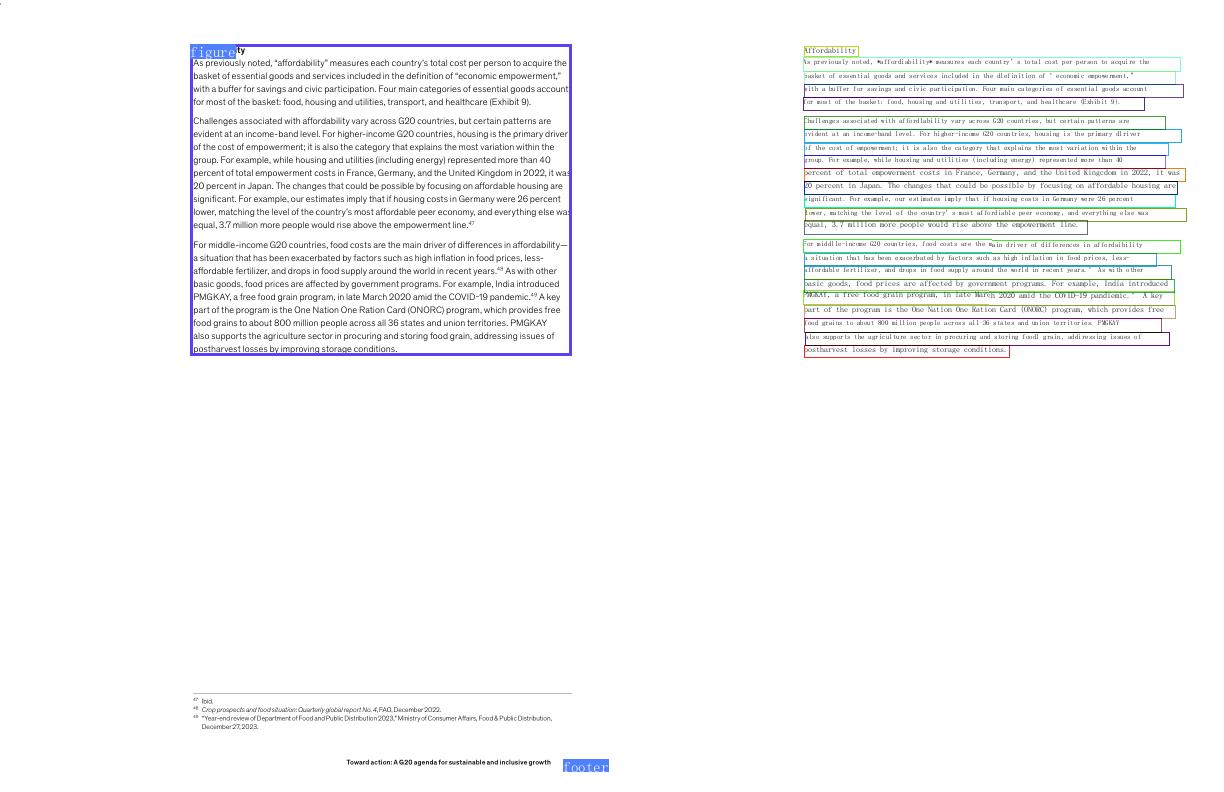 figure
ty
As previously noted, “affordability” measures each country’s total cost per person to acquire the
basket of essential goods and services included in the definition of “economic empowerment,”
with a buffer for savings and civic participation. Four main categories of essential goods account
for most of the basket: food, housing and utilities, transport, and healthcare (Exhibit 9).
Challenges associated with affordability vary across G20 countries, but certain patterns are
evident at an income-band level. For higher-income G20 countries, housing is the primary driver
of the cost of empowerment; it is also the category that explains the most variation within the
group. For example, while housing and utilities (including energy) represented more than 40
percent of total empowerment costs in France, Germany, and the United Kingdom in 2022, it was
20 percent in Japan. The changes that could be possible by focusing on affordable housing are
significant. For example, our estimates imply that if housing costs in Germany were 26 percent
lower, matching the level of the country’s most affordable peer economy, and everything else was
equal, 3.7 million more people would rise above the empowerment line.⁴⁷
For middle-income G20 countries, food costs are the main driver of differences in affordability—
a situation that has been exacerbated by factors such as high inflation in food prices, less-
affordable fertilizer, and drops in food supply around the world in recent years.⁴⁸ As with other
basic goods, food prices are affected by government programs. For example, India introduced
PMGKAY, a free food grain program, in late March 2020 amid the COVID-19 pandemic.⁴⁹ A key
part of the program is the One Nation One Ration Card (ONORC) program, which provides free
food grains to about 800 million people across all 36 states and union territories. PMGKAY
also supports the agriculture sector in procuring and storing food grain, addressing issues of
postharvest losses by improving storage conditions.
⁴⁷ Ibid.
⁴⁸ Crop prospects and food situation: Quarterly global report No. 4, FAO, December 2022.
⁴⁹ “Year-end review of Department of Food and Public Distribution 2023,” Ministry of Consumer Affairs, Food & Public Distribution,
December 27, 2023.
Toward action: A G20 agenda for sustainable and inclusive growth
footer
Affordability
As previously noted, *affordiability* measures each country' s total cost per person to acquire the
basket of essential goods and services included in the dlefinition of ' economic empowerment,"
with a buffer for savings and civic participation. Four main categories of essential goods account
for most of the basket: food, housing and utilities, transport, and healthcare (Exhibit 9).
Challenges associated with affordlability vary across G20 countries, but certain patterns are
evident at an income-band level. For higher-income G20 countries, housing is the primary dlriver
of the cost of empowerment; it is also the category that explains the most variation within the
group. For example, while housing and utilities (including energy) represented more than 40
percent of total empowerment costs in France, Germany, and the United Kingcdom in 2022, it was
20 percent in Japan. The changes that could be possible by focusing on affordable housing are
significant. For example, our estimates imply that if housing costs in Germany were 26 percent
lower, matching the level of the country' s most affordiable peer economy, and everything else was
equal, 3.7 million more people would rise above the empowerment line.
For middle-income G20 countries, food costs are the main driver of differences in affordaibility
a situation that has been exacerbated by factors such as high inflation in food prices, less-
affordable fertilizer, and drops in food supply around the world in recent years.' As with other
basic goods, food prices are affected by government programs. For example, India introduced
PMGKAY, a free food grain program, in late March 2020 amid the COVID-19 pandemic.' A key
part of the program is the One Nation One Ration Card (ONORC) program, which provides free
food grains to about 800 million people across all 36 states and union territories. PMGKAY
also supports the agriculture sector in procuring and storing foodl grain, addressing issues of
postharvest losses by improving storage conditions.